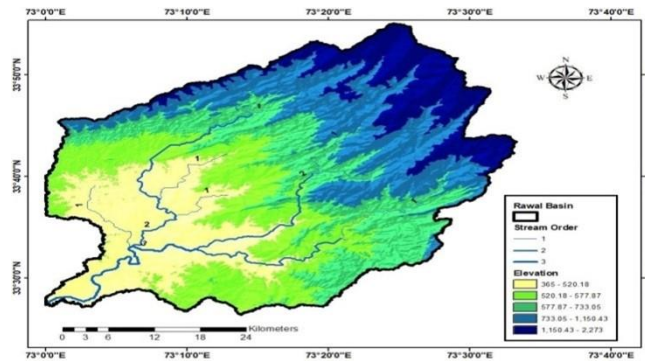 73°0'0"E 73°10'0"E 73°20'0"E 73°30'0"E 73°40'0"E
33°50'0"N
33°40'0"N
33°30'0"N
N
W E
S
1
1
1
1
2
2
Rawal Basin
Stream Order
1
2
3
Elevation
365 - 520.18
520.18 - 577.87
577.87 - 733.05
733.05 - 1,150.43
1,150.43 - 2,273
Kilometers
0 3 6 12 18 24
73°0'0"E 73°10'0"E 73°20'0"E 73°30'0"E 73°40'0"E